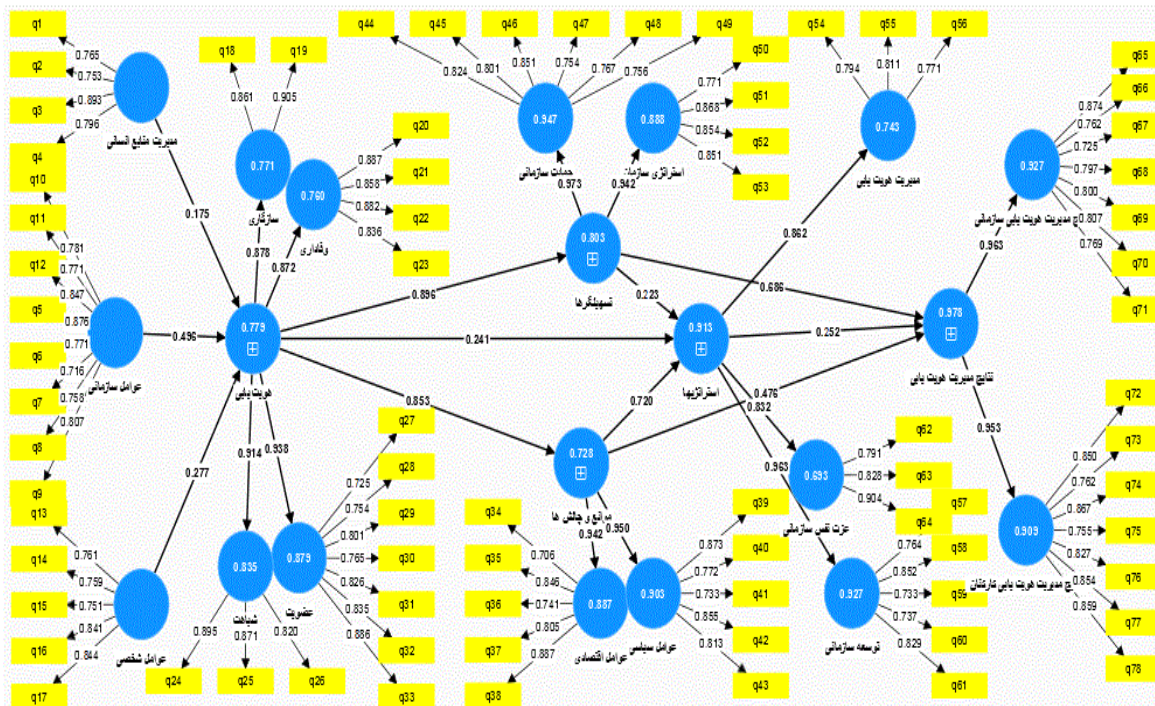 q1
q2
q3
q4
q10
q11
q12
q5
q6
q7
q8
q9
q13
q14
q15
q16
q17
0.765
0.753
0.893
0.796
مدیریت منابع انسانی
0.175
0.781
0.771
0.847
0.876
0.771
0.716
0.758
0.807
عوامل سازمانی
0.496
0.761
0.759
0.751
0.841
0.844
عوامل شخصی
0.277
q18
q19
0.861
0.905
0.771
سازگاری
0.878
q20
q21
q22
q23
0.887
0.858
0.882
0.836
0.760
وفاداری
0.872
0.779
هویت یابی
0.914
0.938
0.835
شباهت
0.895
0.871
0.820
q24
q25
q26
0.879
عضویت
0.725
0.754
0.801
0.765
0.826
0.835
0.886
q27
q28
q29
q30
q31
q32
q33
0.896
0.241
0.853
q44
q45
q46
q47
q48
q49
0.824
0.801
0.851
0.754
0.767
0.756
0.947
حمایت سازمانی
0.973
q50
q51
q52
q53
0.771
0.868
0.854
0.851
0.888
0.942
0.803
تسهیلگرها
0.223
0.686
0.913
استراتژیها
0.252
0.720
0.476
0.728
0.942
0.950
q34
q35
q36
q37
q38
0.706
0.846
0.741
0.805
0.887
0.887
عوامل اقتصادی
0.903
عوامل سیاسی
0.873
0.772
0.733
0.855
0.813
q39
q40
q41
q42
q43
q54
q55
q56
0.794
0.811
0.771
0.743
مدیریت هویت یابی
0.862
0.832
0.963
0.693
عزت نفس سازمانی
0.791
0.828
0.904
q62
q63
q64
0.927
توسعه سازمانی
0.764
0.852
0.733
0.737
0.829
q57
q58
q59
q60
q61
0.978
نتایج مدیریت هویت یابی
0.963
0.953
0.927
ج مدیریت هویت یابی سازمانی
0.874
0.762
0.725
0.797
0.800
0.807
0.769
q65
q66
q67
q68
q69
q70
q71
0.909
ج مدیریت هویت یابی کارکنان
0.850
0.762
0.867
0.755
0.827
0.854
0.859
q72
q73
q74
q75
q76
q77
q78